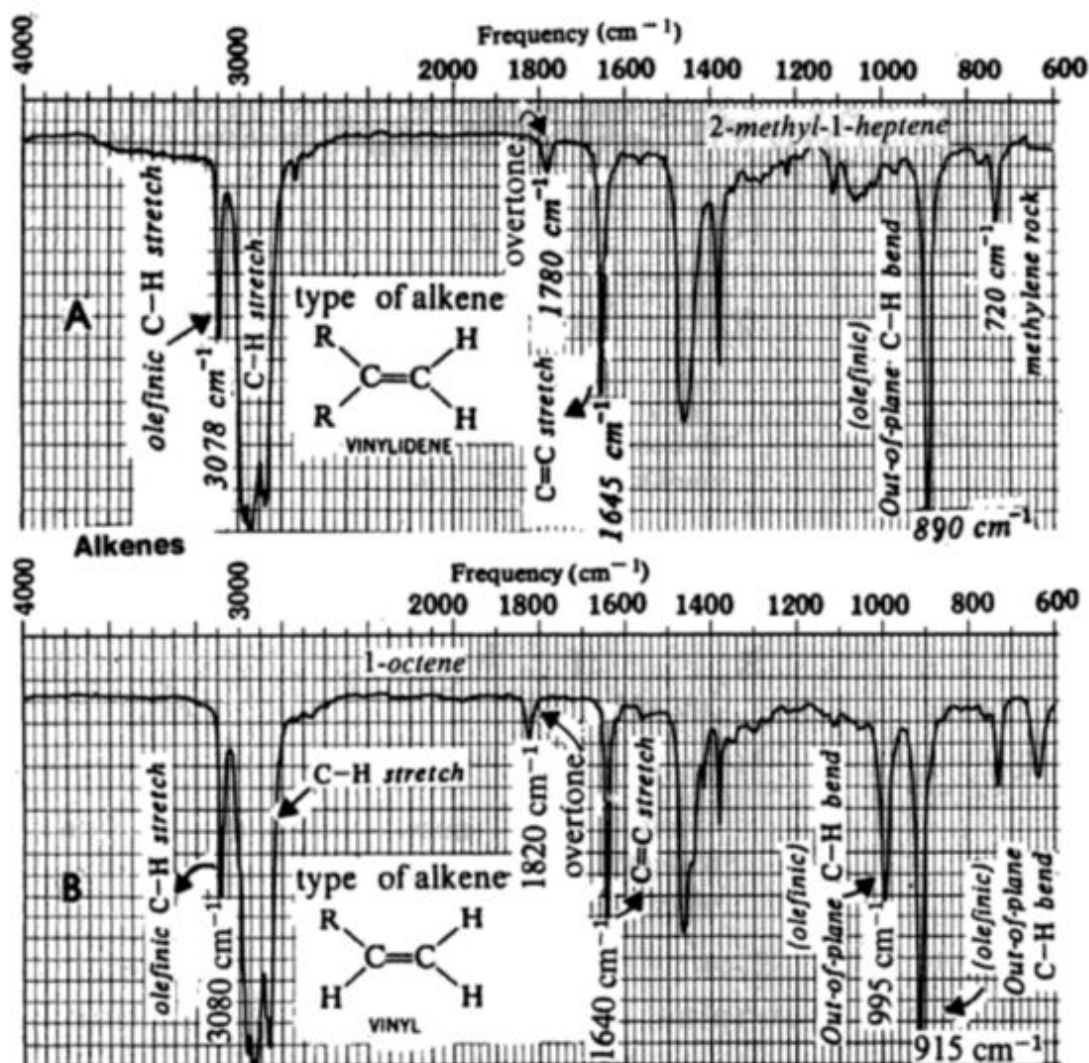 Frequency (cm⁻¹)
4000 3000 2000 1800 1600 1400 1200 1000 800 600
2-methyl-1-heptene
A
olefinic C−H stretch
3078 cm⁻¹
C−H stretch
type of alkene
R H
C=C
R H
VINYLIDENE
overtone
1780 cm⁻¹
C=C stretch
1645 cm⁻¹
(olefinic)
Out-of-plane C−H bend
890 cm⁻¹
720 cm⁻¹
methylene rock
Alkenes
Frequency (cm⁻¹)
4000 3000 2000 1800 1600 1400 1200 1000 800 600
1-octene
B
olefinic C−H stretch
3080 cm⁻¹
C−H stretch
type of alkene
R H
C=C
H H
VINYL
1820 cm⁻¹
overtone
1640 cm⁻¹
C=C stretch
(olefinic)
Out-of-plane C−H bend
995 cm⁻¹
915 cm⁻¹
(olefinic)
Out-of-plane
C−H bend